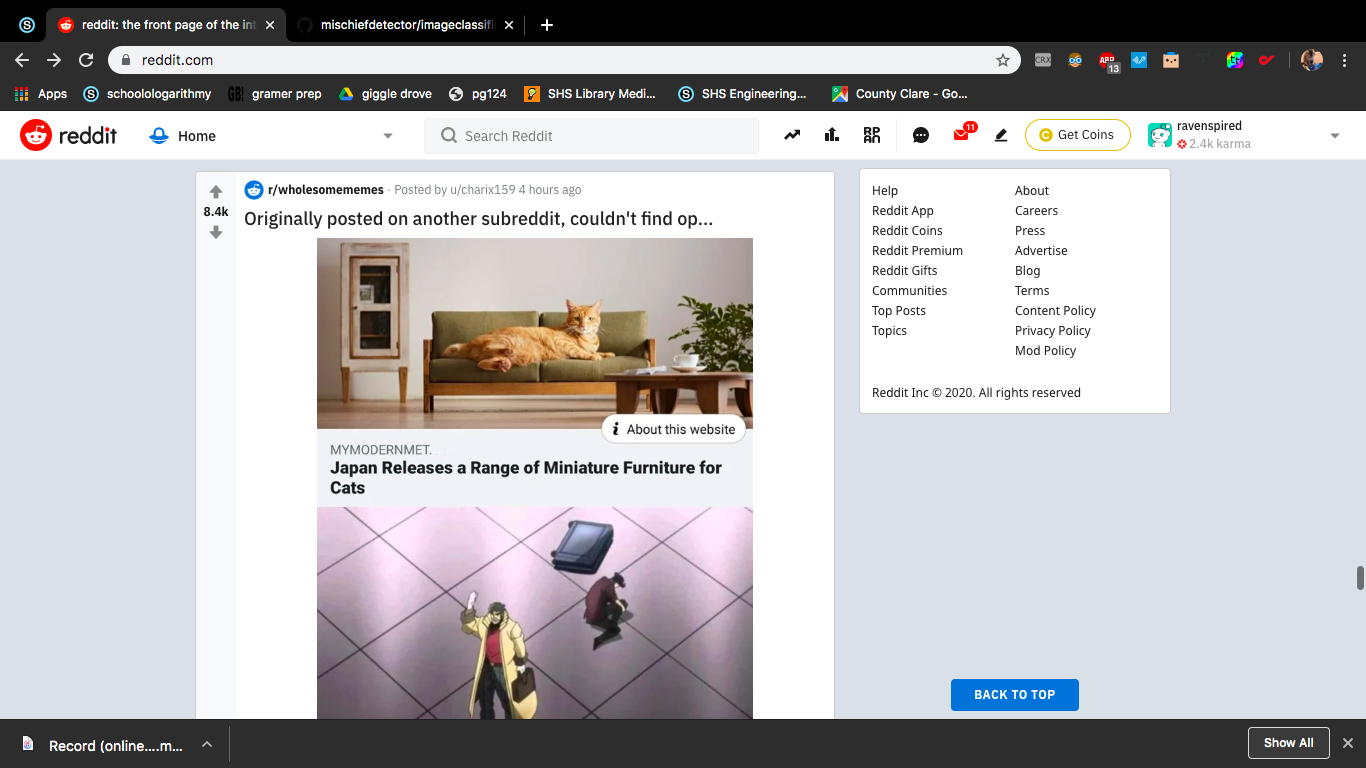 reddit: the front page of the int
mischiefdetector/imageclassifi
reddit.com
CRX
ABP
13
Apps
schoolologarithmy
GB!
gramer prep
giggle drove
pg124
SHS Library Medi...
SHS Engineering...
County Clare - Go...
reddit
Home
Search Reddit
11
Get Coins
ravenspired
2.4k karma
8.4k
r/wholesomememes · Posted by u/charix159 4 hours ago
Originally posted on another subreddit, couldn't find op...
About this website
MYMODERNMET.
Japan Releases a Range of Miniature Furniture for
Cats
Help
Reddit App
Reddit Coins
Reddit Premium
Reddit Gifts
Communities
Top Posts
Topics
About
Careers
Press
Advertise
Blog
Terms
Content Policy
Privacy Policy
Mod Policy
Reddit Inc © 2020. All rights reserved
BACK TO TOP
Record (online....m...
Show All